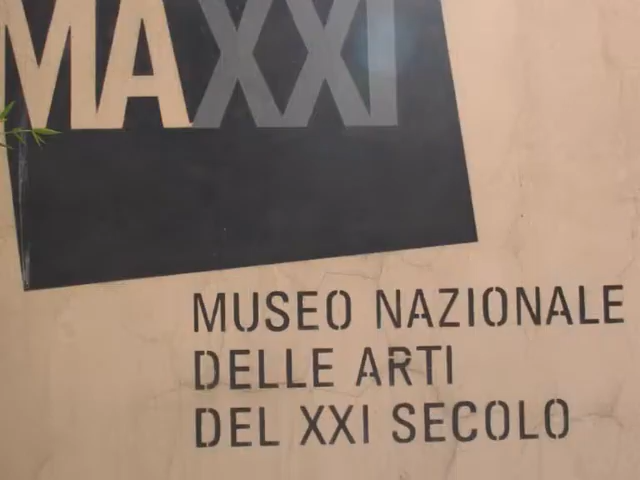 MAXXI
MUSEO NAZIONALE
DELLE ARTI
DEL XXI SECOLO